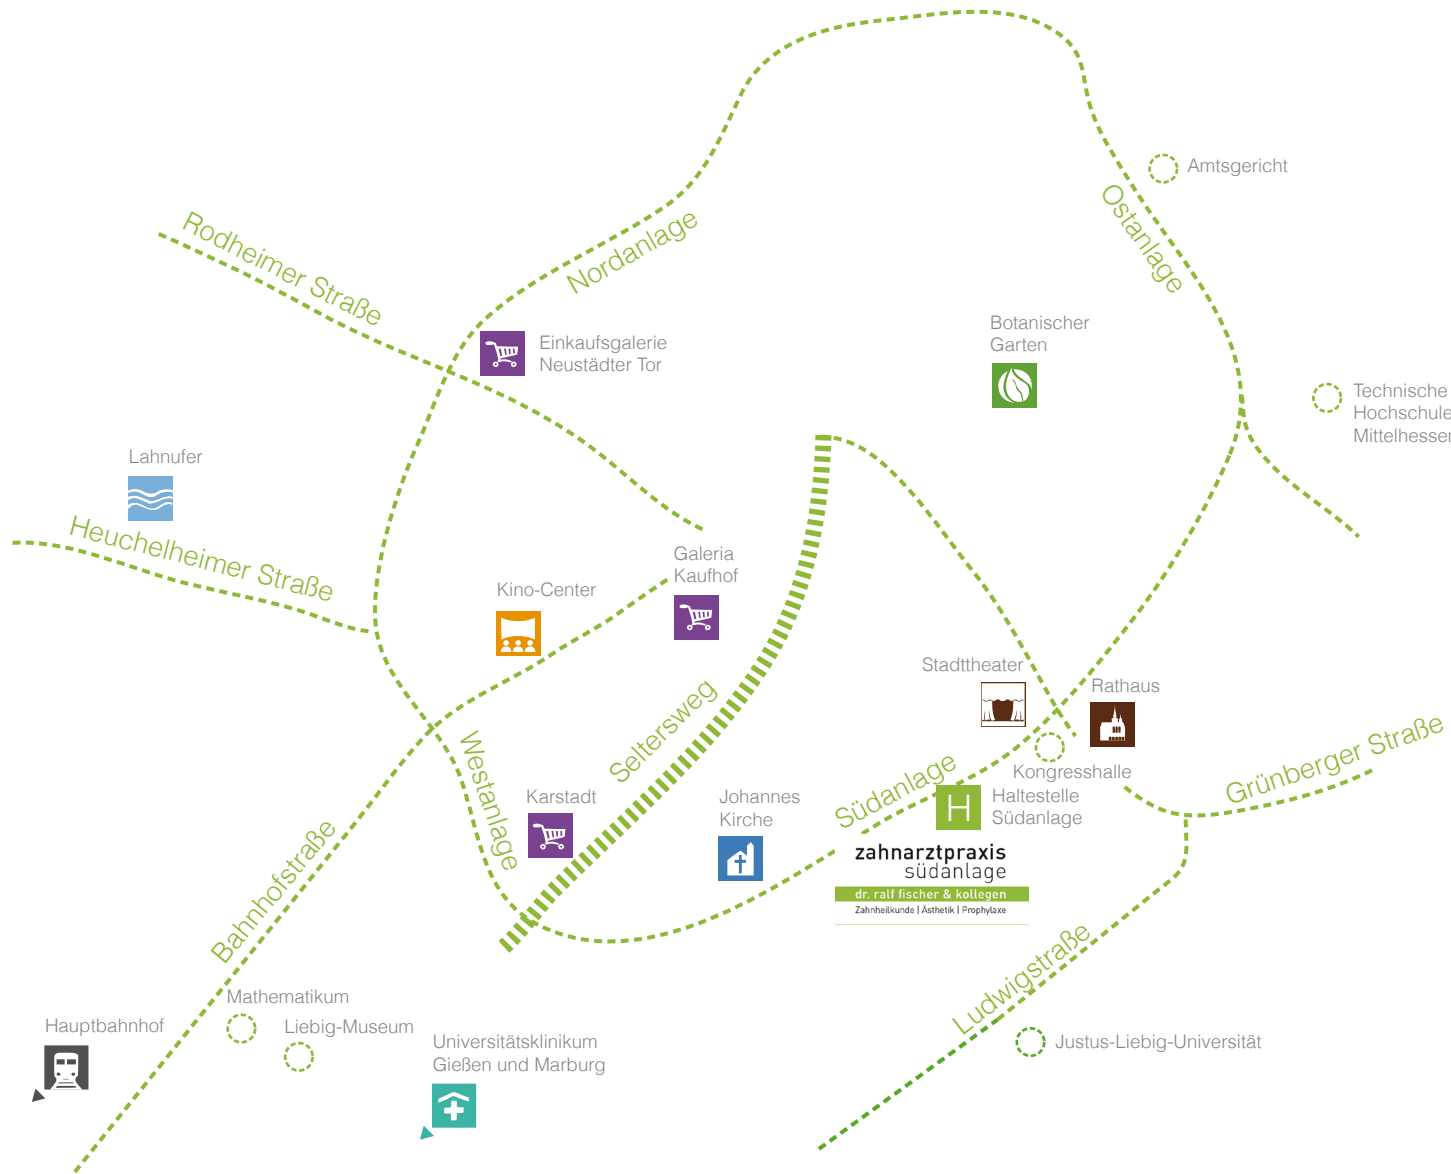 Amtsgericht
Ostanlage
Rodheimer Straße
Nordanlage
Botanischer
Garten
Einkaufsgalerie
Neustädter Tor
Technische
Hochschule
Mittelhessen
Lahnufer
Heuchelheimer Straße
Galeria
Kaufhof
Kino-Center
Stadttheater
Rathaus
Seltersweg
Westanlage
Grünberger Straße
Südanlage
Kongresshalle
Haltestelle
Südanlage
H
Karstadt
Johannes
Kirche
zahnarztpraxis
südanlage
dr. ralf fischer & kollegen
Zahnheilkunde | Ästhetik | Prophylaxe
Bahnhofstraße
Ludwigstraße
Mathematikum
Liebig-Museum
Hauptbahnhof
Universitätsklinikum
Gießen und Marburg
Justus-Liebig-Universität